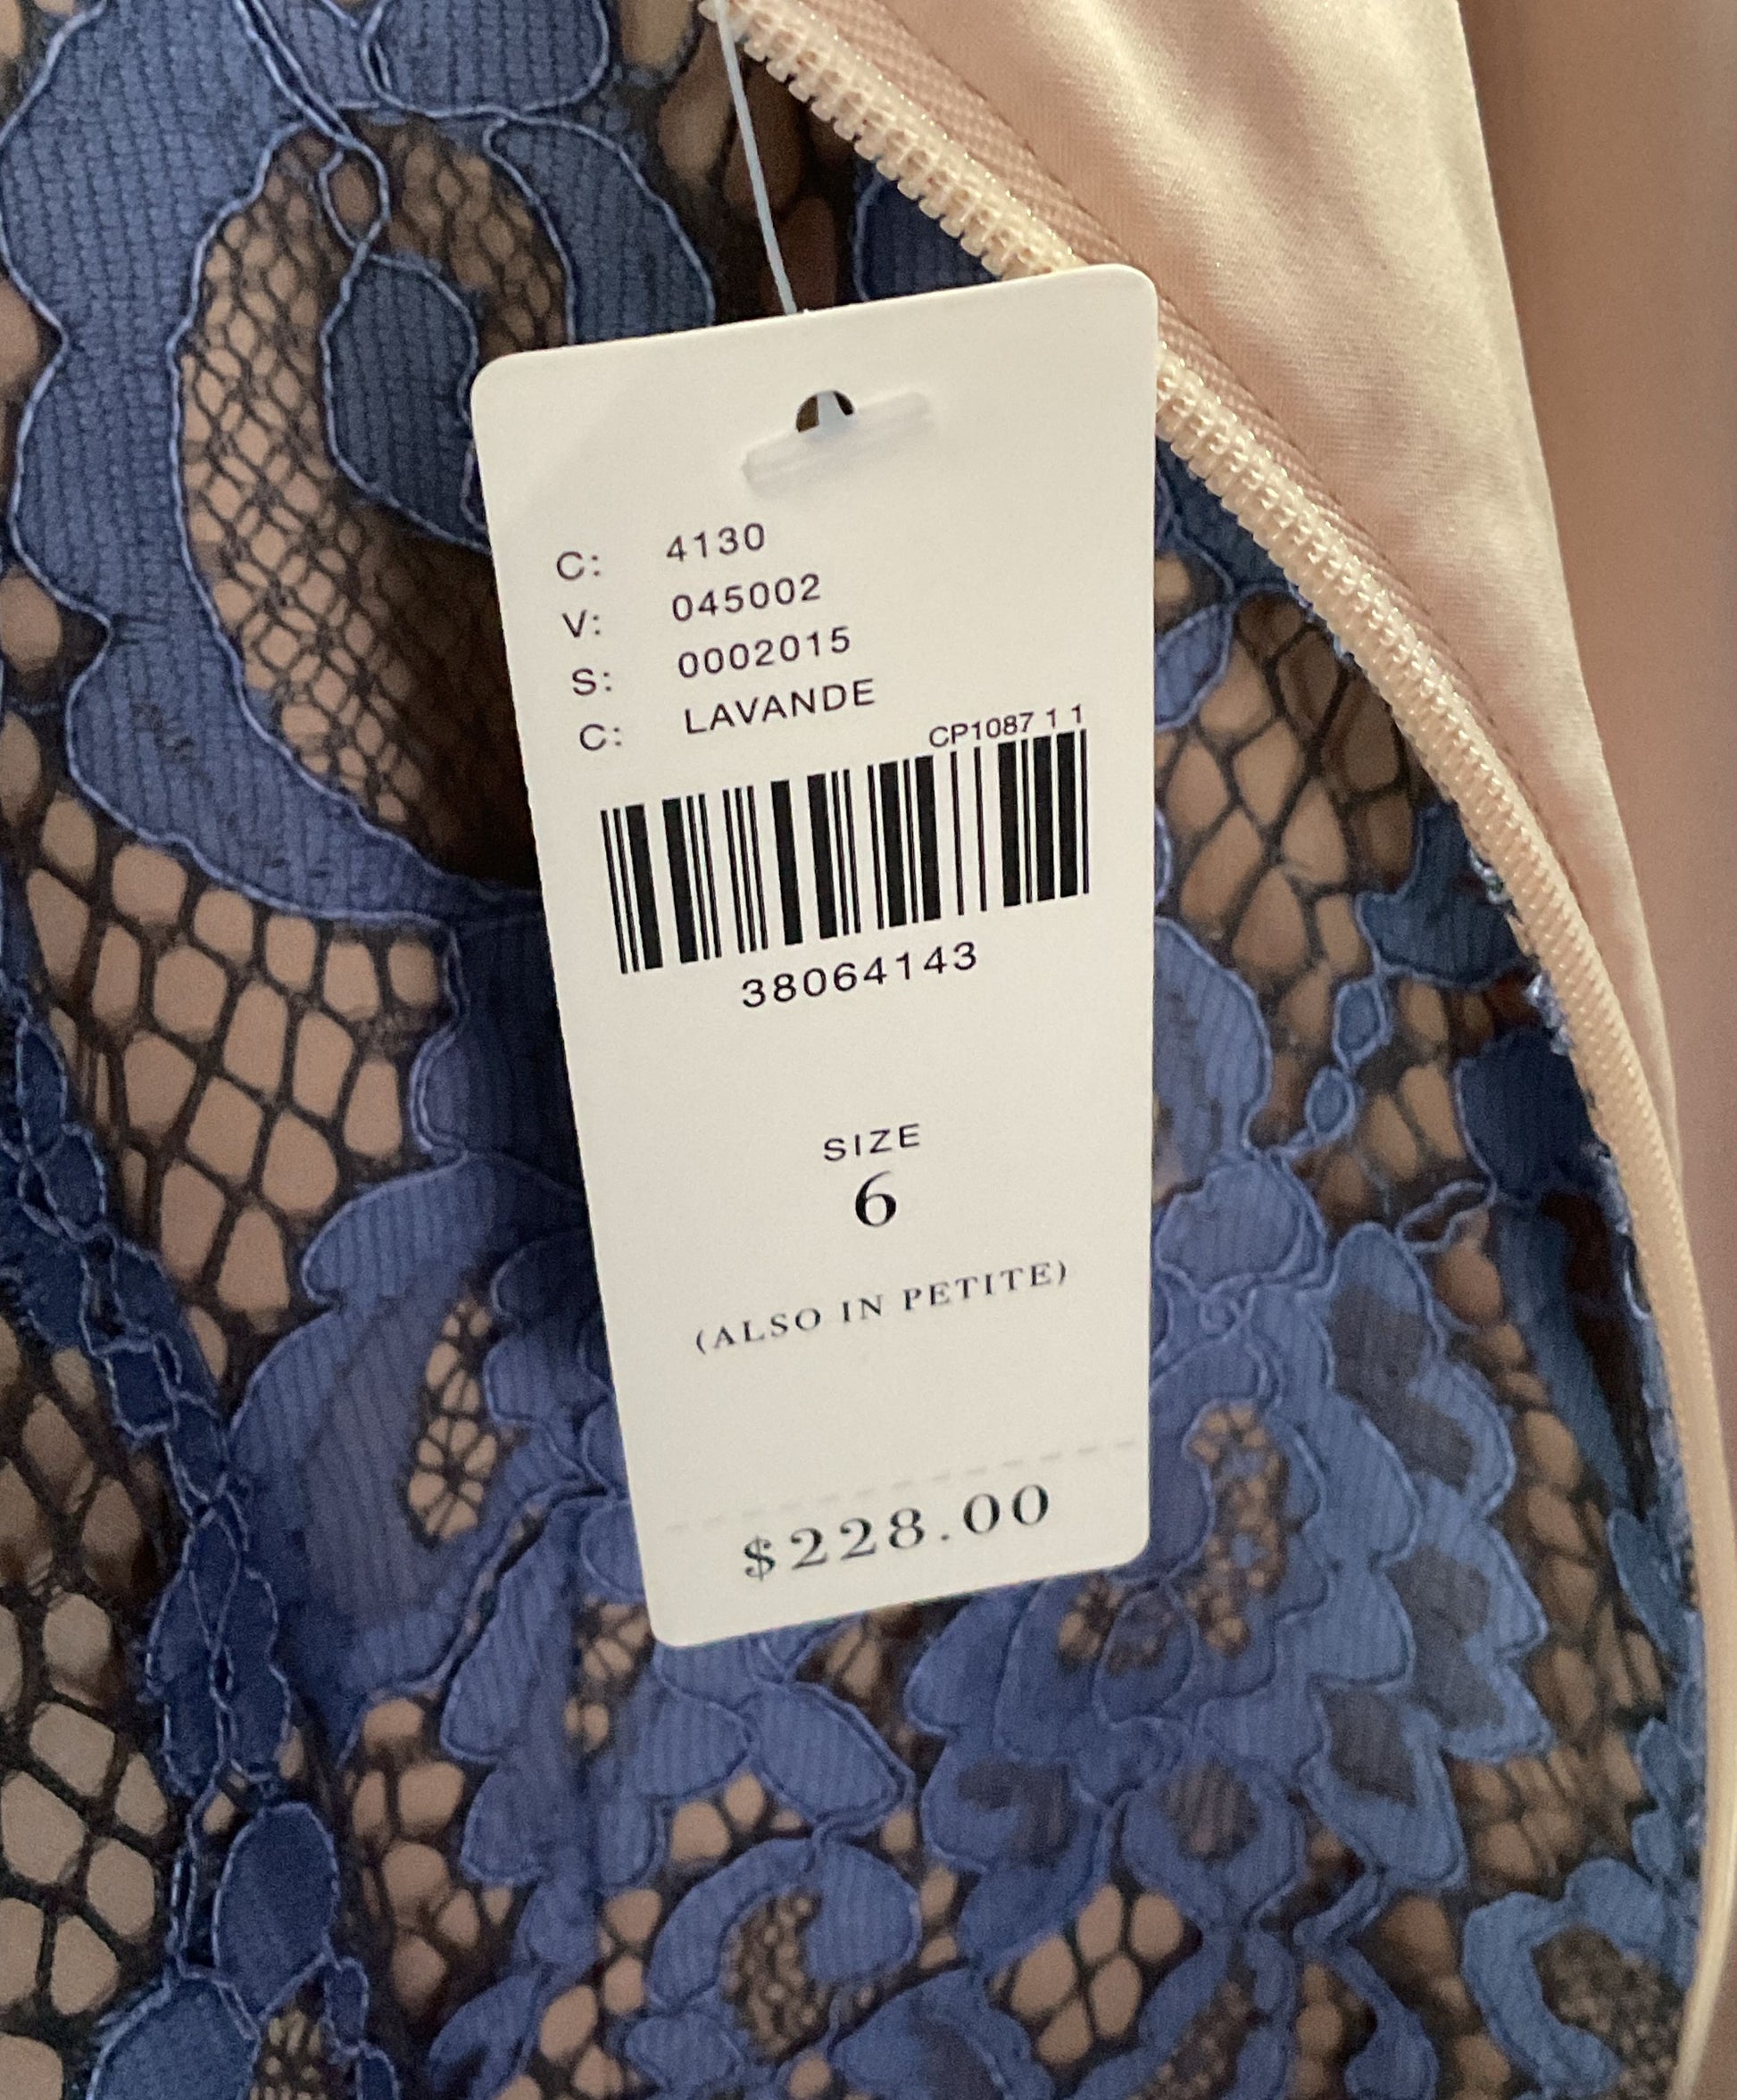 C: 4130
V: 045002
S: 0002015
C: LAVANDE
CP1087 1 1
38064143
SIZE
6
(ALSO IN PETITE)
$228.00